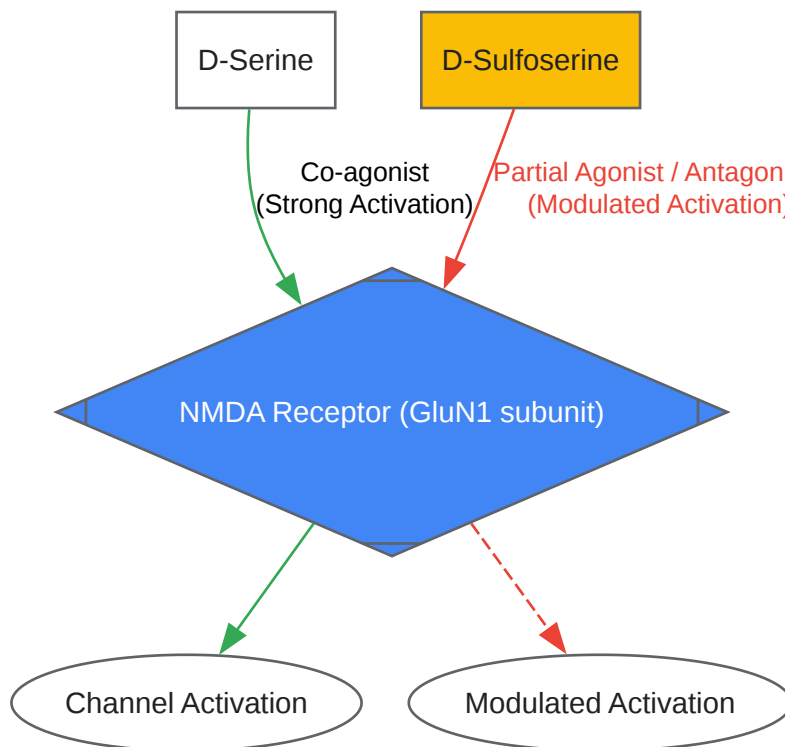 D-Serine
D-Sulfoserine
Co-agonist
(Strong Activation)
Partial Agonist / Antagon
(Modulated Activation)
NMDA Receptor (GluN1 subunit)
Channel Activation
Modulated Activation